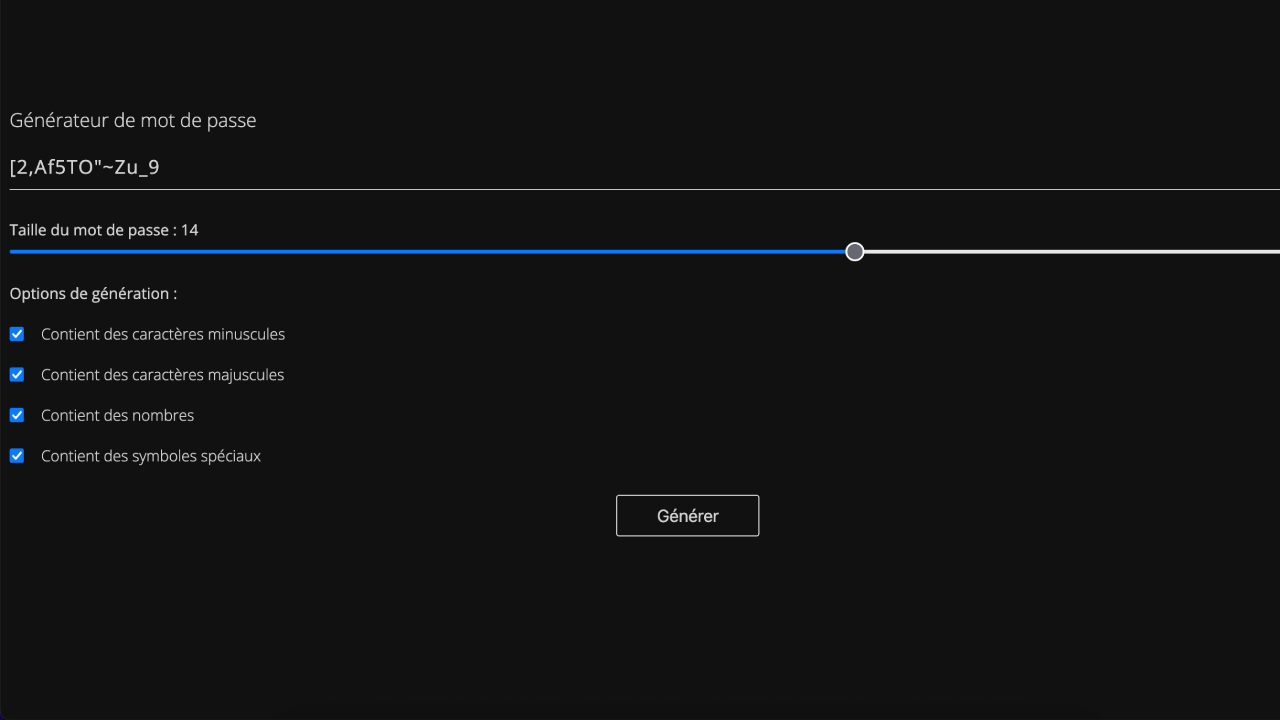 Générateur de mot de passe
[2,Af5TO"~Zu_9
Taille du mot de passe : 14
Options de génération :
Contient des caractères minuscules
Contient des caractères majuscules
Contient des nombres
Contient des symboles spéciaux
Générer